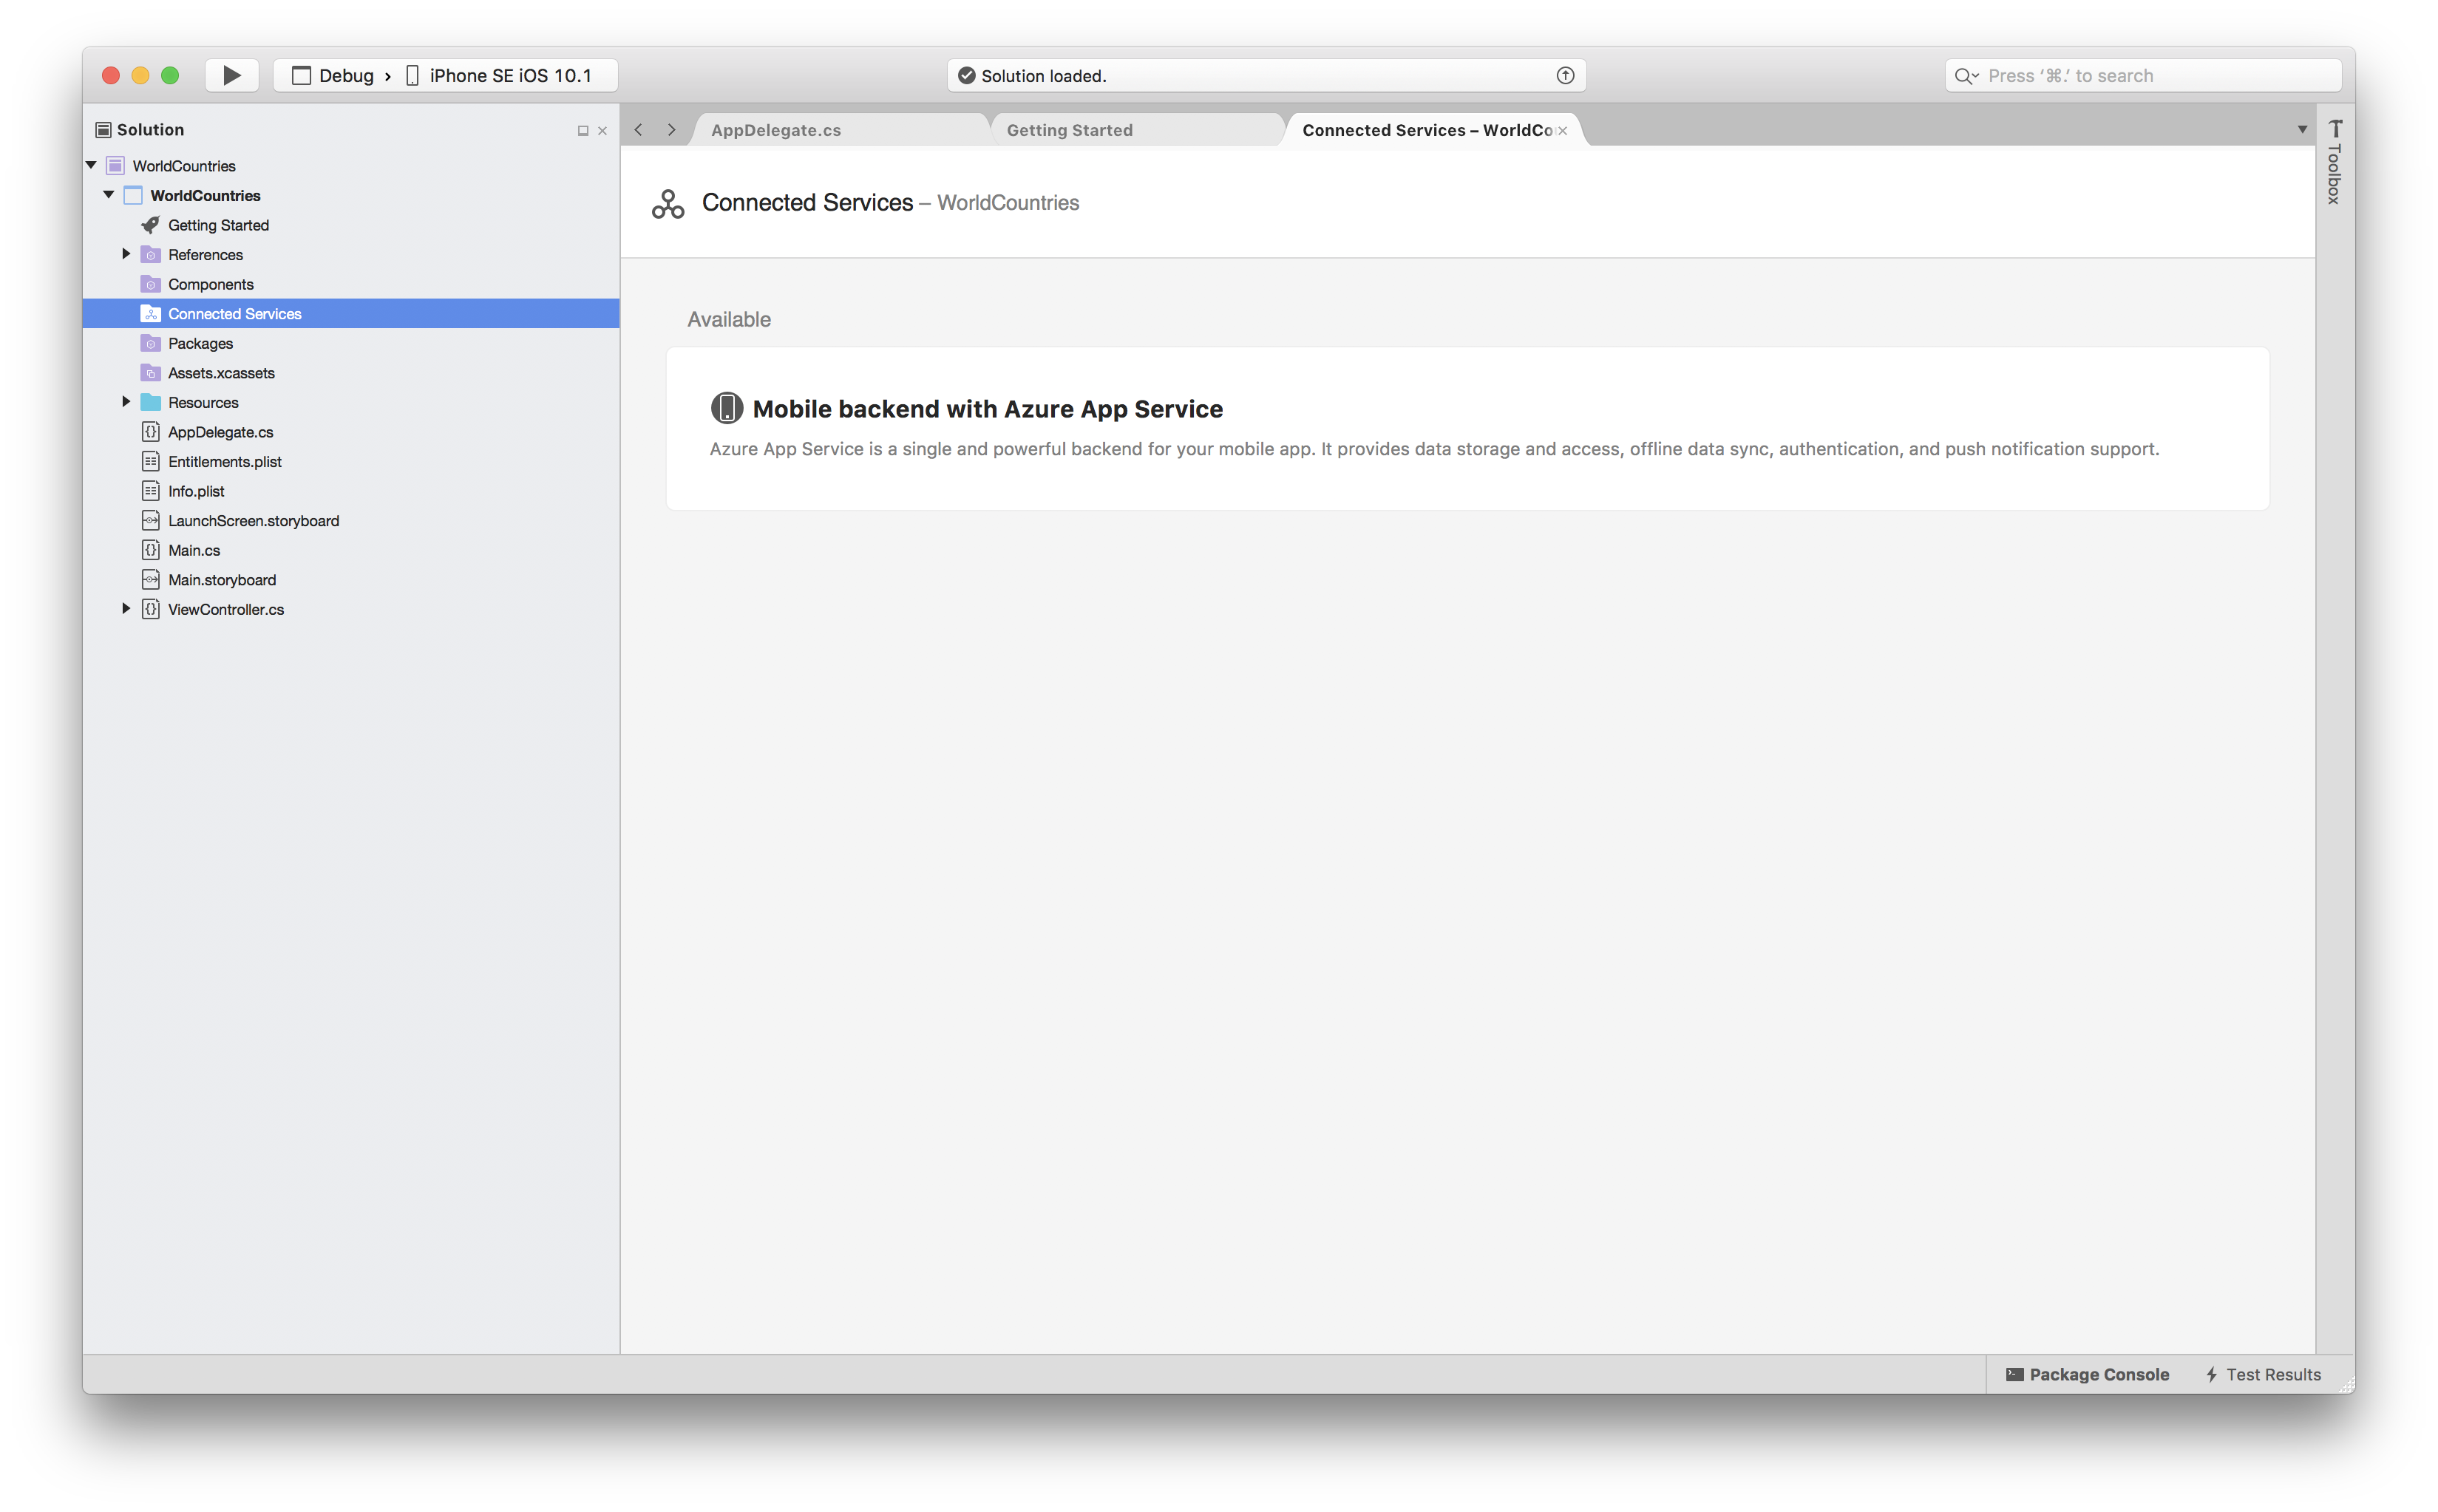 Debug › iPhone SE iOS 10.1
Solution loaded.
Press ‘⌘.’ to search
Solution
AppDelegate.cs
Getting Started
Connected Services – WorldCo
Toolbox
WorldCountries
WorldCountries
Getting Started
References
Components
Connected Services
Packages
Assets.xcassets
Resources
AppDelegate.cs
Entitlements.plist
Info.plist
LaunchScreen.storyboard
Main.cs
Main.storyboard
ViewController.cs
Connected Services – WorldCountries
Available
Mobile backend with Azure App Service
Azure App Service is a single and powerful backend for your mobile app. It provides data storage and access, offline data sync, authentication, and push notification support.
Package Console
Test Results